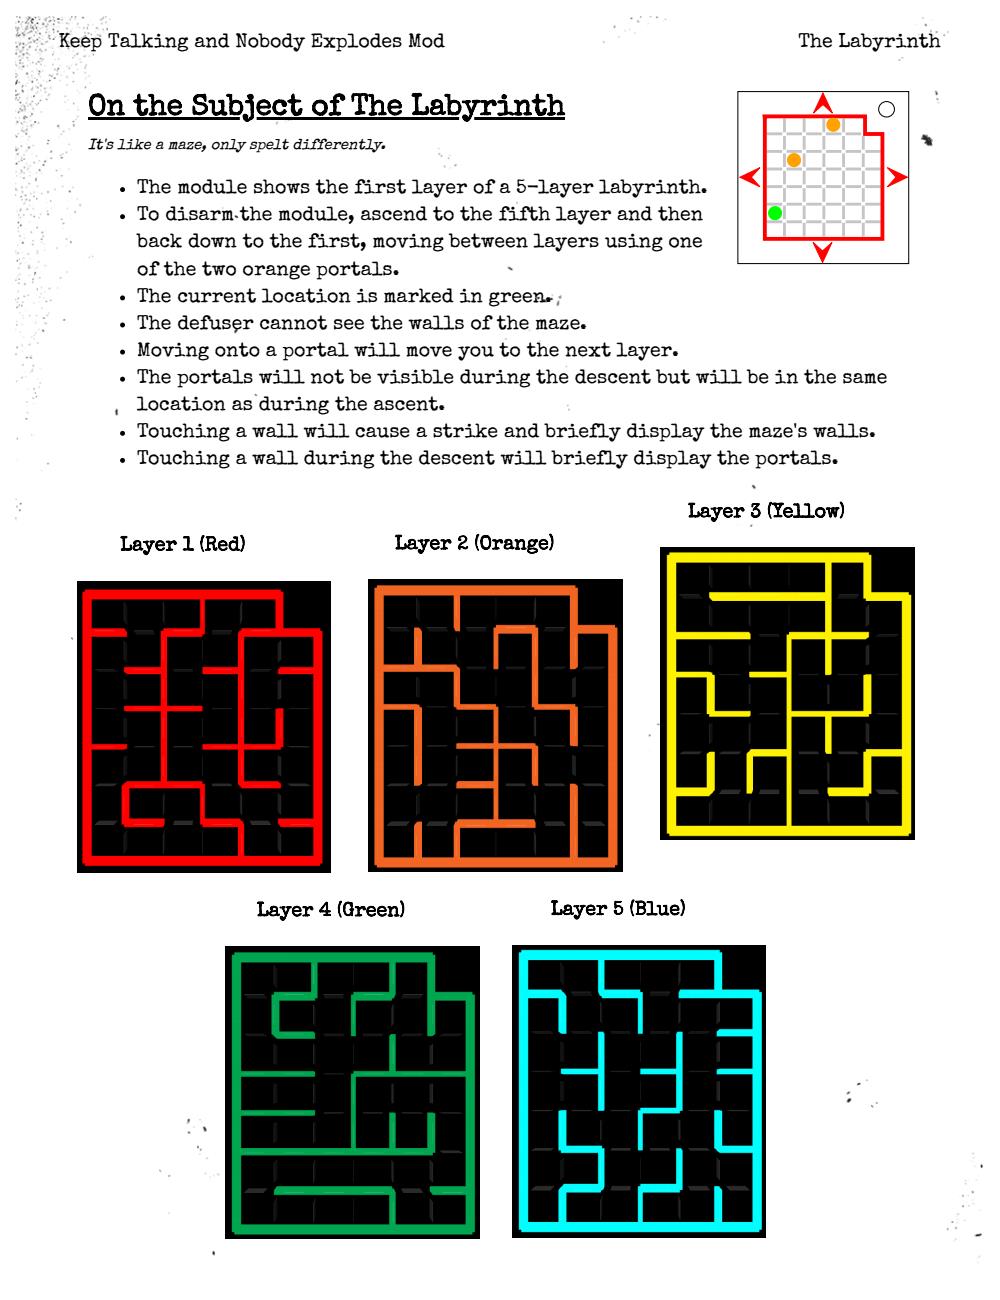 Keep Talking and Nobody Explodes Mod
The Labyrinth
On the Subject of The Labyrinth
It's like a maze, only spelt differently.
• The module shows the first layer of a 5-layer labyrinth.
• To disarm the module, ascend to the fifth layer and then
back down to the first, moving between layers using one
of the two orange portals.
• The current location is marked in green.
• The defuser cannot see the walls of the maze.
• Moving onto a portal will move you to the next layer.
• The portals will not be visible during the descent but will be in the same
location as during the ascent.
• Touching a wall will cause a strike and briefly display the maze's walls.
• Touching a wall during the descent will briefly display the portals.
Layer 1 (Red)
Layer 2 (Orange)
Layer 3 (Yellow)
Layer 4 (Green)
Layer 5 (Blue)